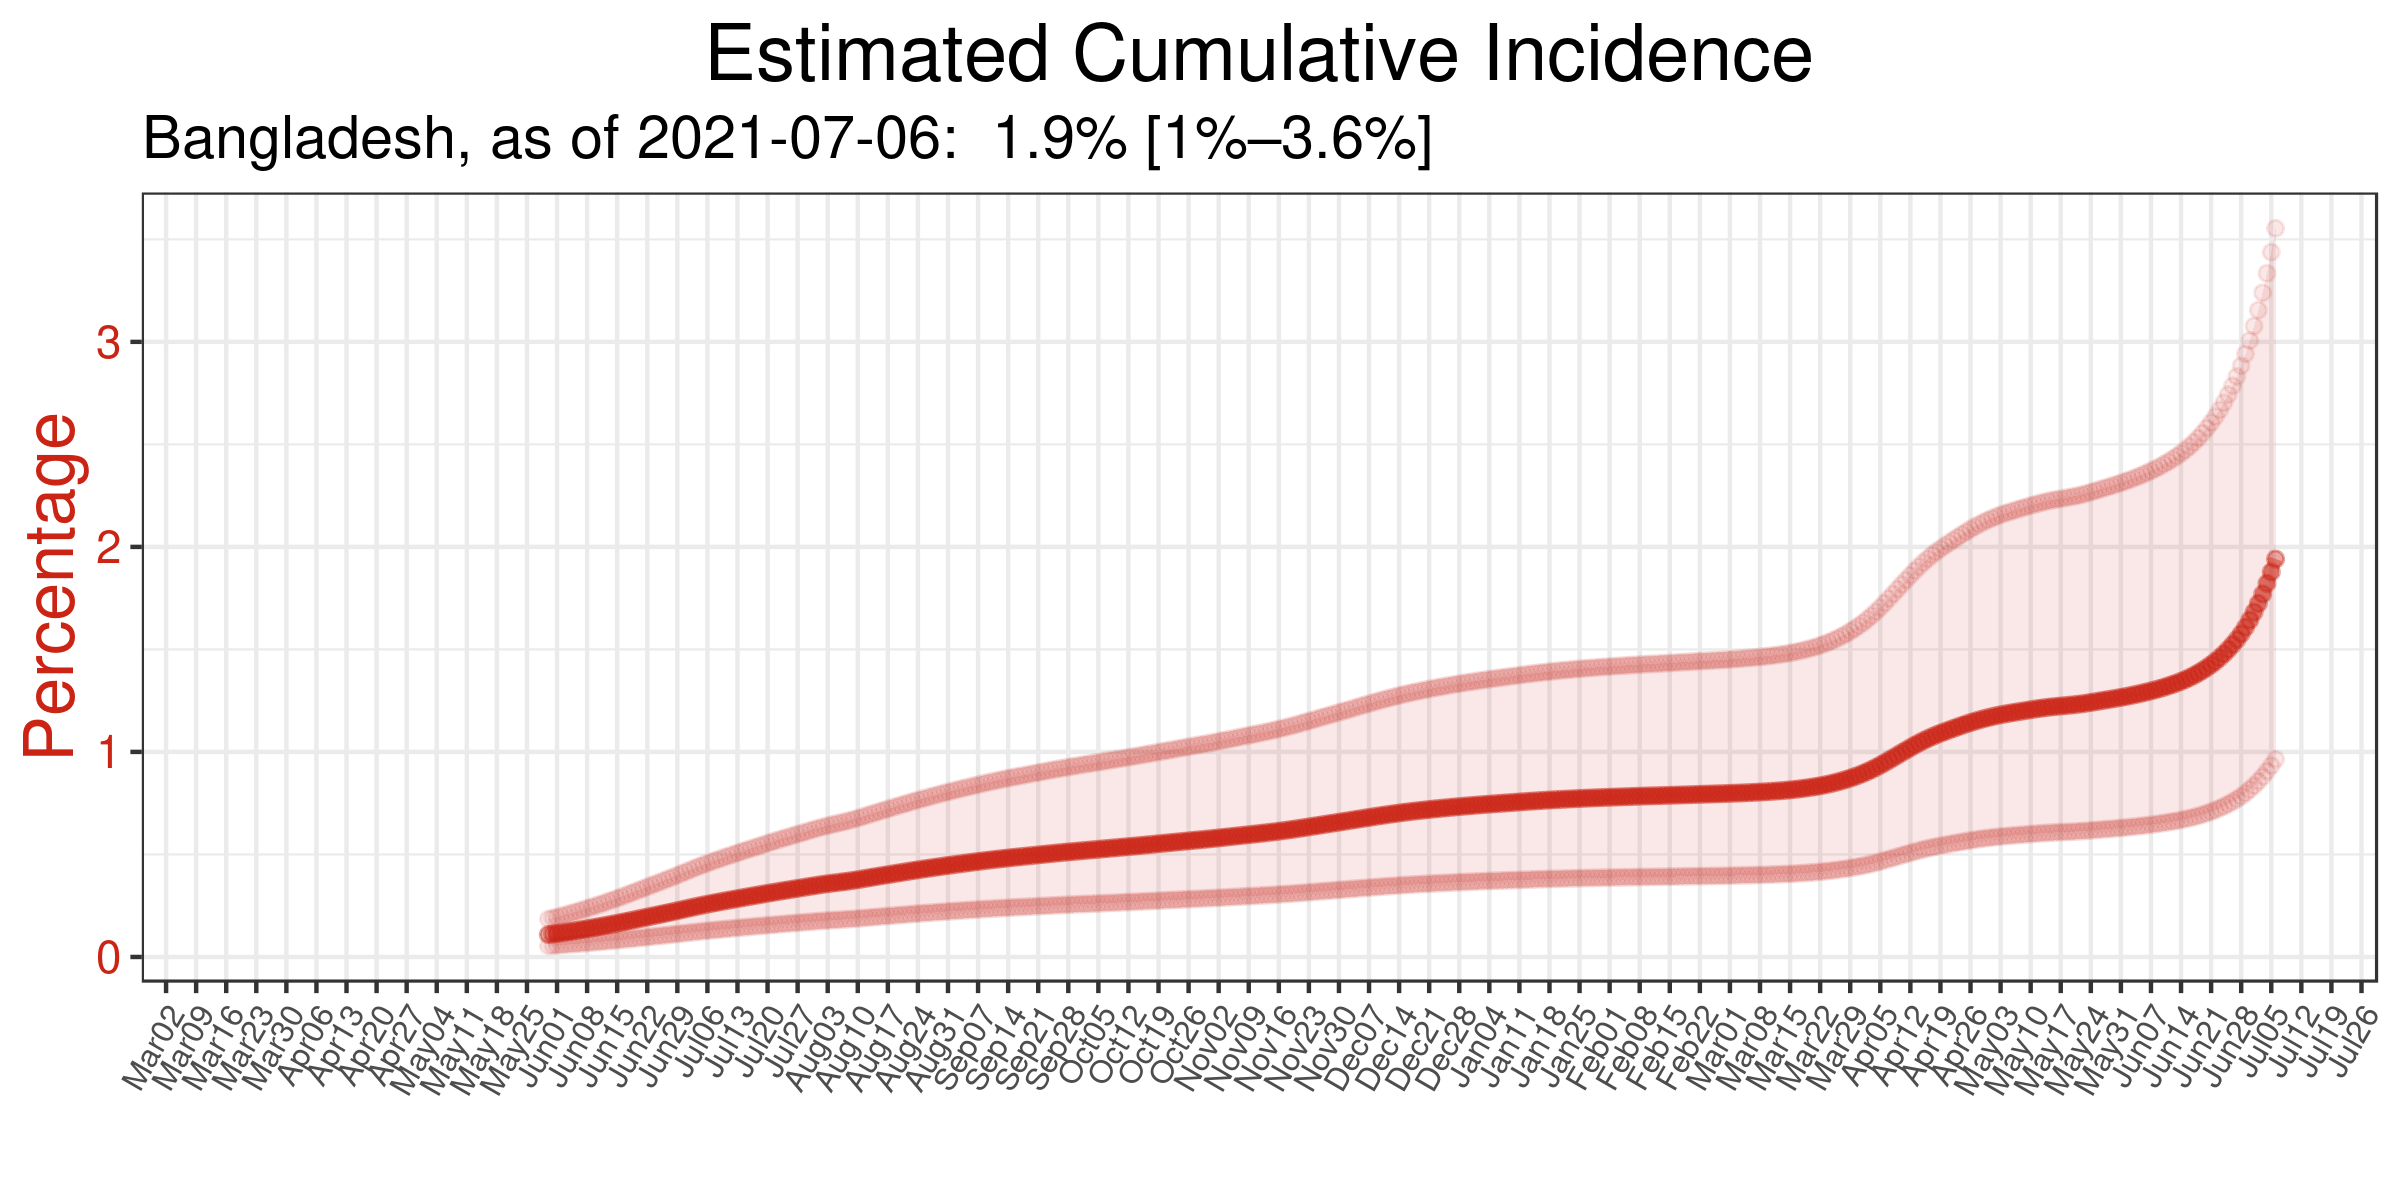 Estimated Cumulative Incidence
Bangladesh, as of 2021-07-06:  1.9% [1%–3.6%]
Percentage
3
2
1
0
Mar02
Mar09
Mar16
Mar23
Mar30
Apr06
Apr13
Apr20
Apr27
May04
May11
May18
May25
Jun01
Jun08
Jun15
Jun22
Jun29
Jul06
Jul13
Jul20
Jul27
Aug03
Aug10
Aug17
Aug24
Aug31
Sep07
Sep14
Sep21
Sep28
Oct05
Oct12
Oct19
Oct26
Nov02
Nov09
Nov16
Nov23
Nov30
Dec07
Dec14
Dec21
Dec28
Jan04
Jan11
Jan18
Jan25
Feb01
Feb08
Feb15
Feb22
Mar01
Mar08
Mar15
Mar22
Mar29
Apr05
Apr12
Apr19
Apr26
May03
May10
May17
May24
May31
Jun07
Jun14
Jun21
Jun28
Jul05
Jul12
Jul19
Jul26